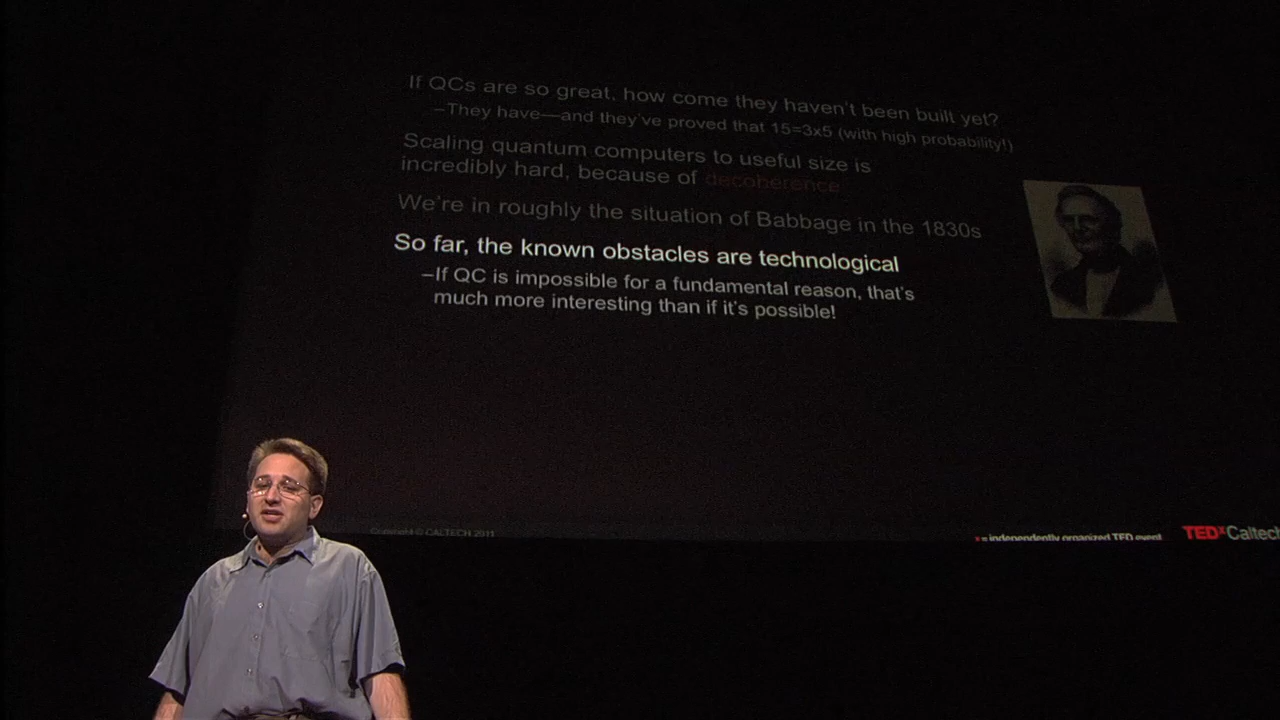 If QCs are so great, how come they haven't been built yet?
–They have—and they've proved that 15=3x5 (with high probability!)
Scaling quantum computers to useful size is
incredibly hard, because of decoherence
We're in roughly the situation of Babbage in the 1830s
So far, the known obstacles are technological
–If QC is impossible for a fundamental reason, that's
much more interesting than if it's possible!
Copyright © CALTECH 2011
x = independently organized TED event
TEDxCaltech